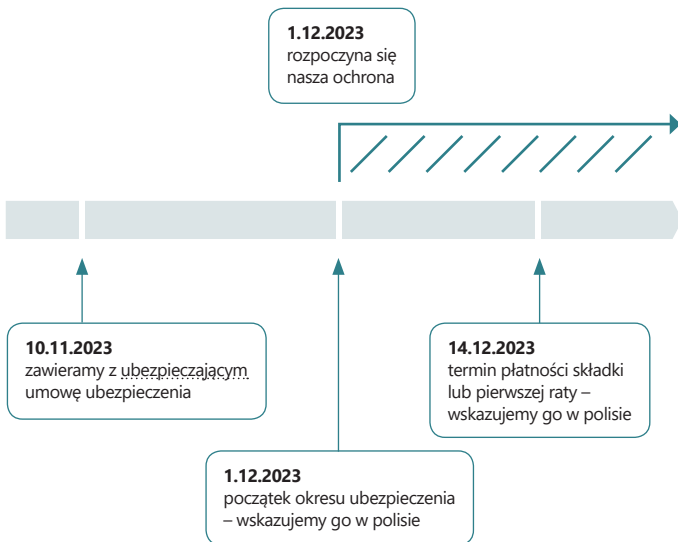 1.12.2023
rozpoczyna się
nasza ochrona
10.11.2023
zawieramy z ubezpieczającym
umowę ubezpieczenia
14.12.2023
termin płatności składki
lub pierwszej raty –
wskazujemy go w polisie
1.12.2023
początek okresu ubezpieczenia
– wskazujemy go w polisie